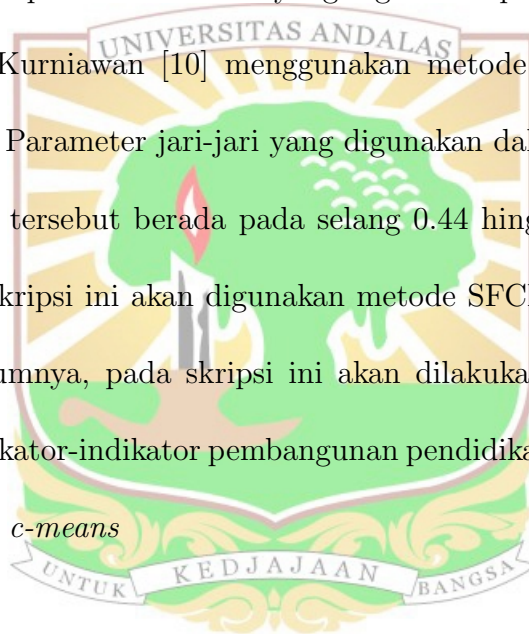 UNIVERSITAS ANDALAS
Kurniawan [10] menggunakan metode
Parameter jari-jari yang digunakan dal
tersebut berada pada selang 0.44 hing
kripsi ini akan digunakan metode SFC
umnya, pada skripsi ini akan dilakuka
kator-indikator pembangunan pendidika
c-means
UNTUK KEDJAJAAN BANGSA